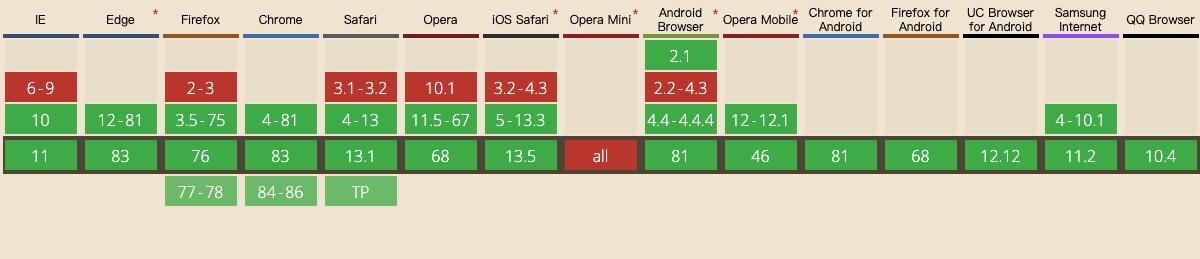 IE Edge * Firefox Chrome Safari Opera iOS Safari * Opera Mini * Android Browser * Opera Mobile * Chrome for Android Firefox for Android UC Browser for Android Samsung Internet QQ Browser
2.1
6-9 2-3 3.1-3.2 10.1 3.2-4.3 2.2-4.3
10 12-81 3.5-75 4-81 4-13 11.5-67 5-13.3 4.4-4.4.4 12-12.1 4-10.1
11 83 76 83 13.1 68 13.5 all 81 46 81 68 12.12 11.2 10.4
77-78 84-86 TP